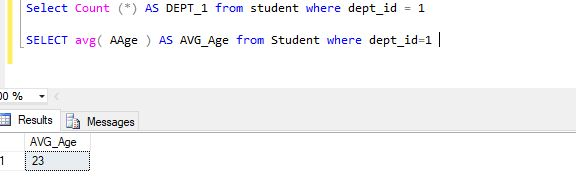 Select Count (*) AS DEPT_1 from student where dept_id = 1
SELECT avg( AAge ) AS AVG_Age from Student where dept_id=1
00 %
Results Messages
AVG_Age
1 23